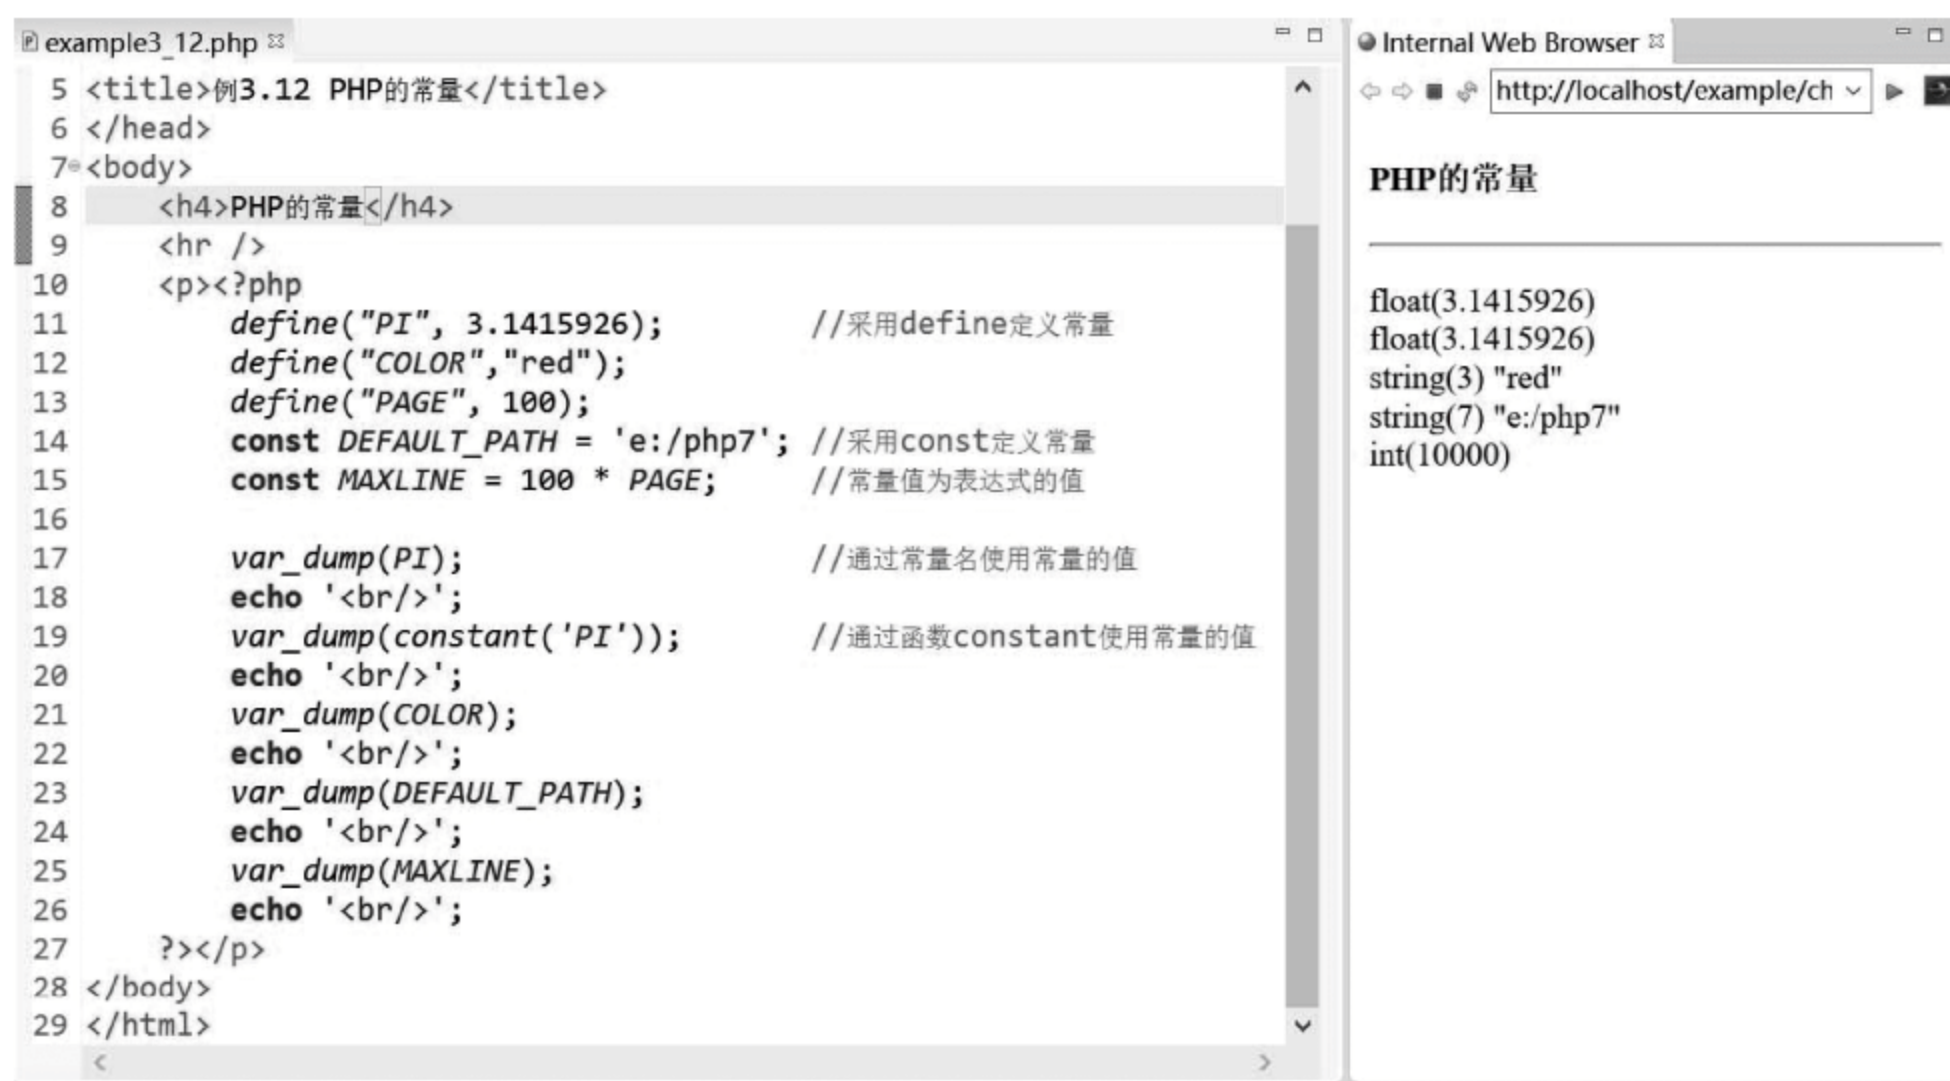 example3_12.php
5 <title>例3.12 PHP的常量</title>
6 </head>
7 <body>
8 <h4>PHP的常量</h4>
9 <hr />
10 <p><?php
11 define("PI", 3.1415926); //采用define定义常量
12 define("COLOR","red");
13 define("PAGE", 100);
14 const DEFAULT_PATH = 'e:/php7'; //采用const定义常量
15 const MAXLINE = 100 * PAGE; //常量值为表达式的值
16
17 var_dump(PI); //通过常量名使用常量的值
18 echo '<br/>';
19 var_dump(constant('PI')); //通过函数constant使用常量的值
20 echo '<br/>';
21 var_dump(COLOR);
22 echo '<br/>';
23 var_dump(DEFAULT_PATH);
24 echo '<br/>';
25 var_dump(MAXLINE);
26 echo '<br/>';
27 ?></p>
28 </body>
29 </html>
Internal Web Browser
http://localhost/example/ch
PHP的常量
float(3.1415926)
float(3.1415926)
string(3) "red"
string(7) "e:/php7"
int(10000)